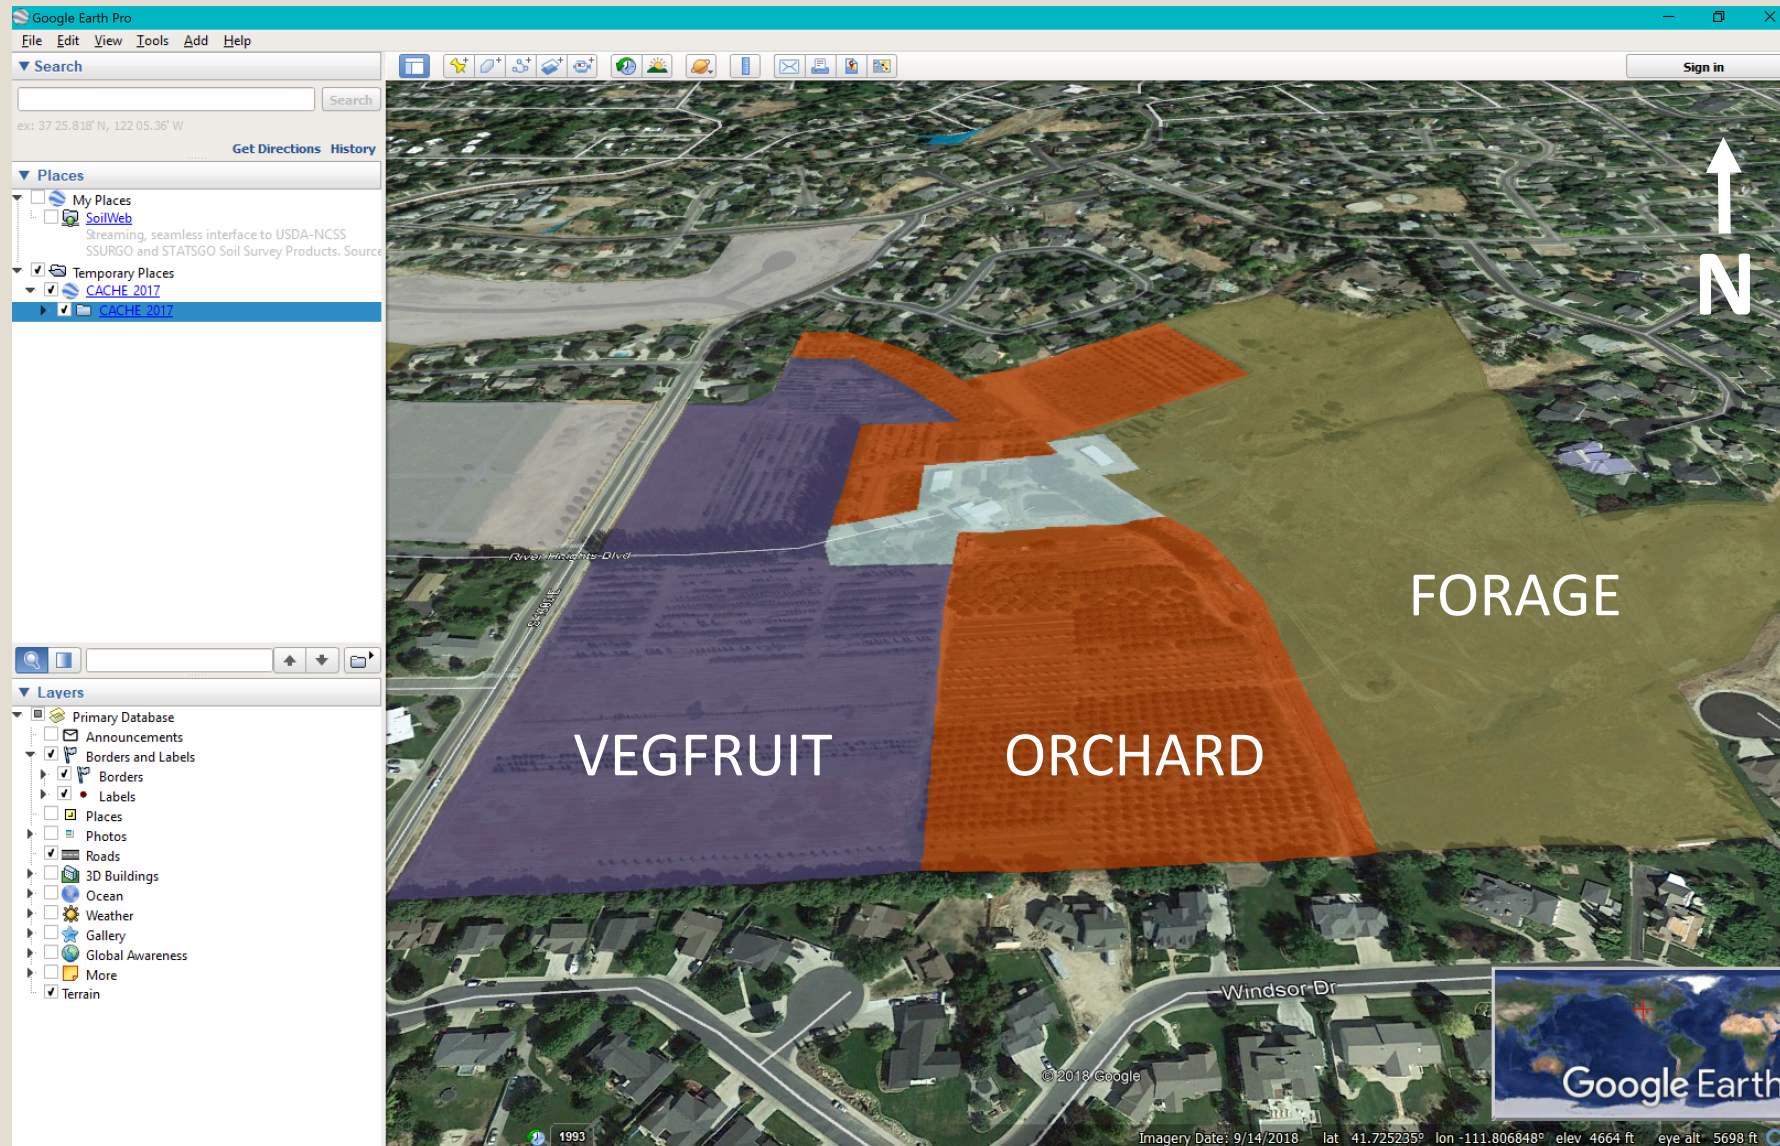 Google Earth Pro
File Edit View Tools Add Help
Search
Sign in
Search
ex: 37 25.818' N, 122 05.36' W
Get Directions History
Places
My Places
SoilWeb
Streaming, seamless interface to USDA-NCSS
SSURGO and STATSGO Soil Survey Products. Source
Temporary Places
CACHE 2017
CACHE 2017
N
River Heights Blvd
FORAGE
VEGFRUIT
ORCHARD
Layers
Primary Database
Announcements
Borders and Labels
Borders
Labels
Places
Photos
Roads
3D Buildings
Ocean
Weather
Gallery
Global Awareness
More
Terrain
Windsor Dr
© 2018 Google
Google Earth
1993
Imagery Date: 9/14/2018 lat 41.725235° lon -111.806848° elev 4664 ft eye alt 5698 ft